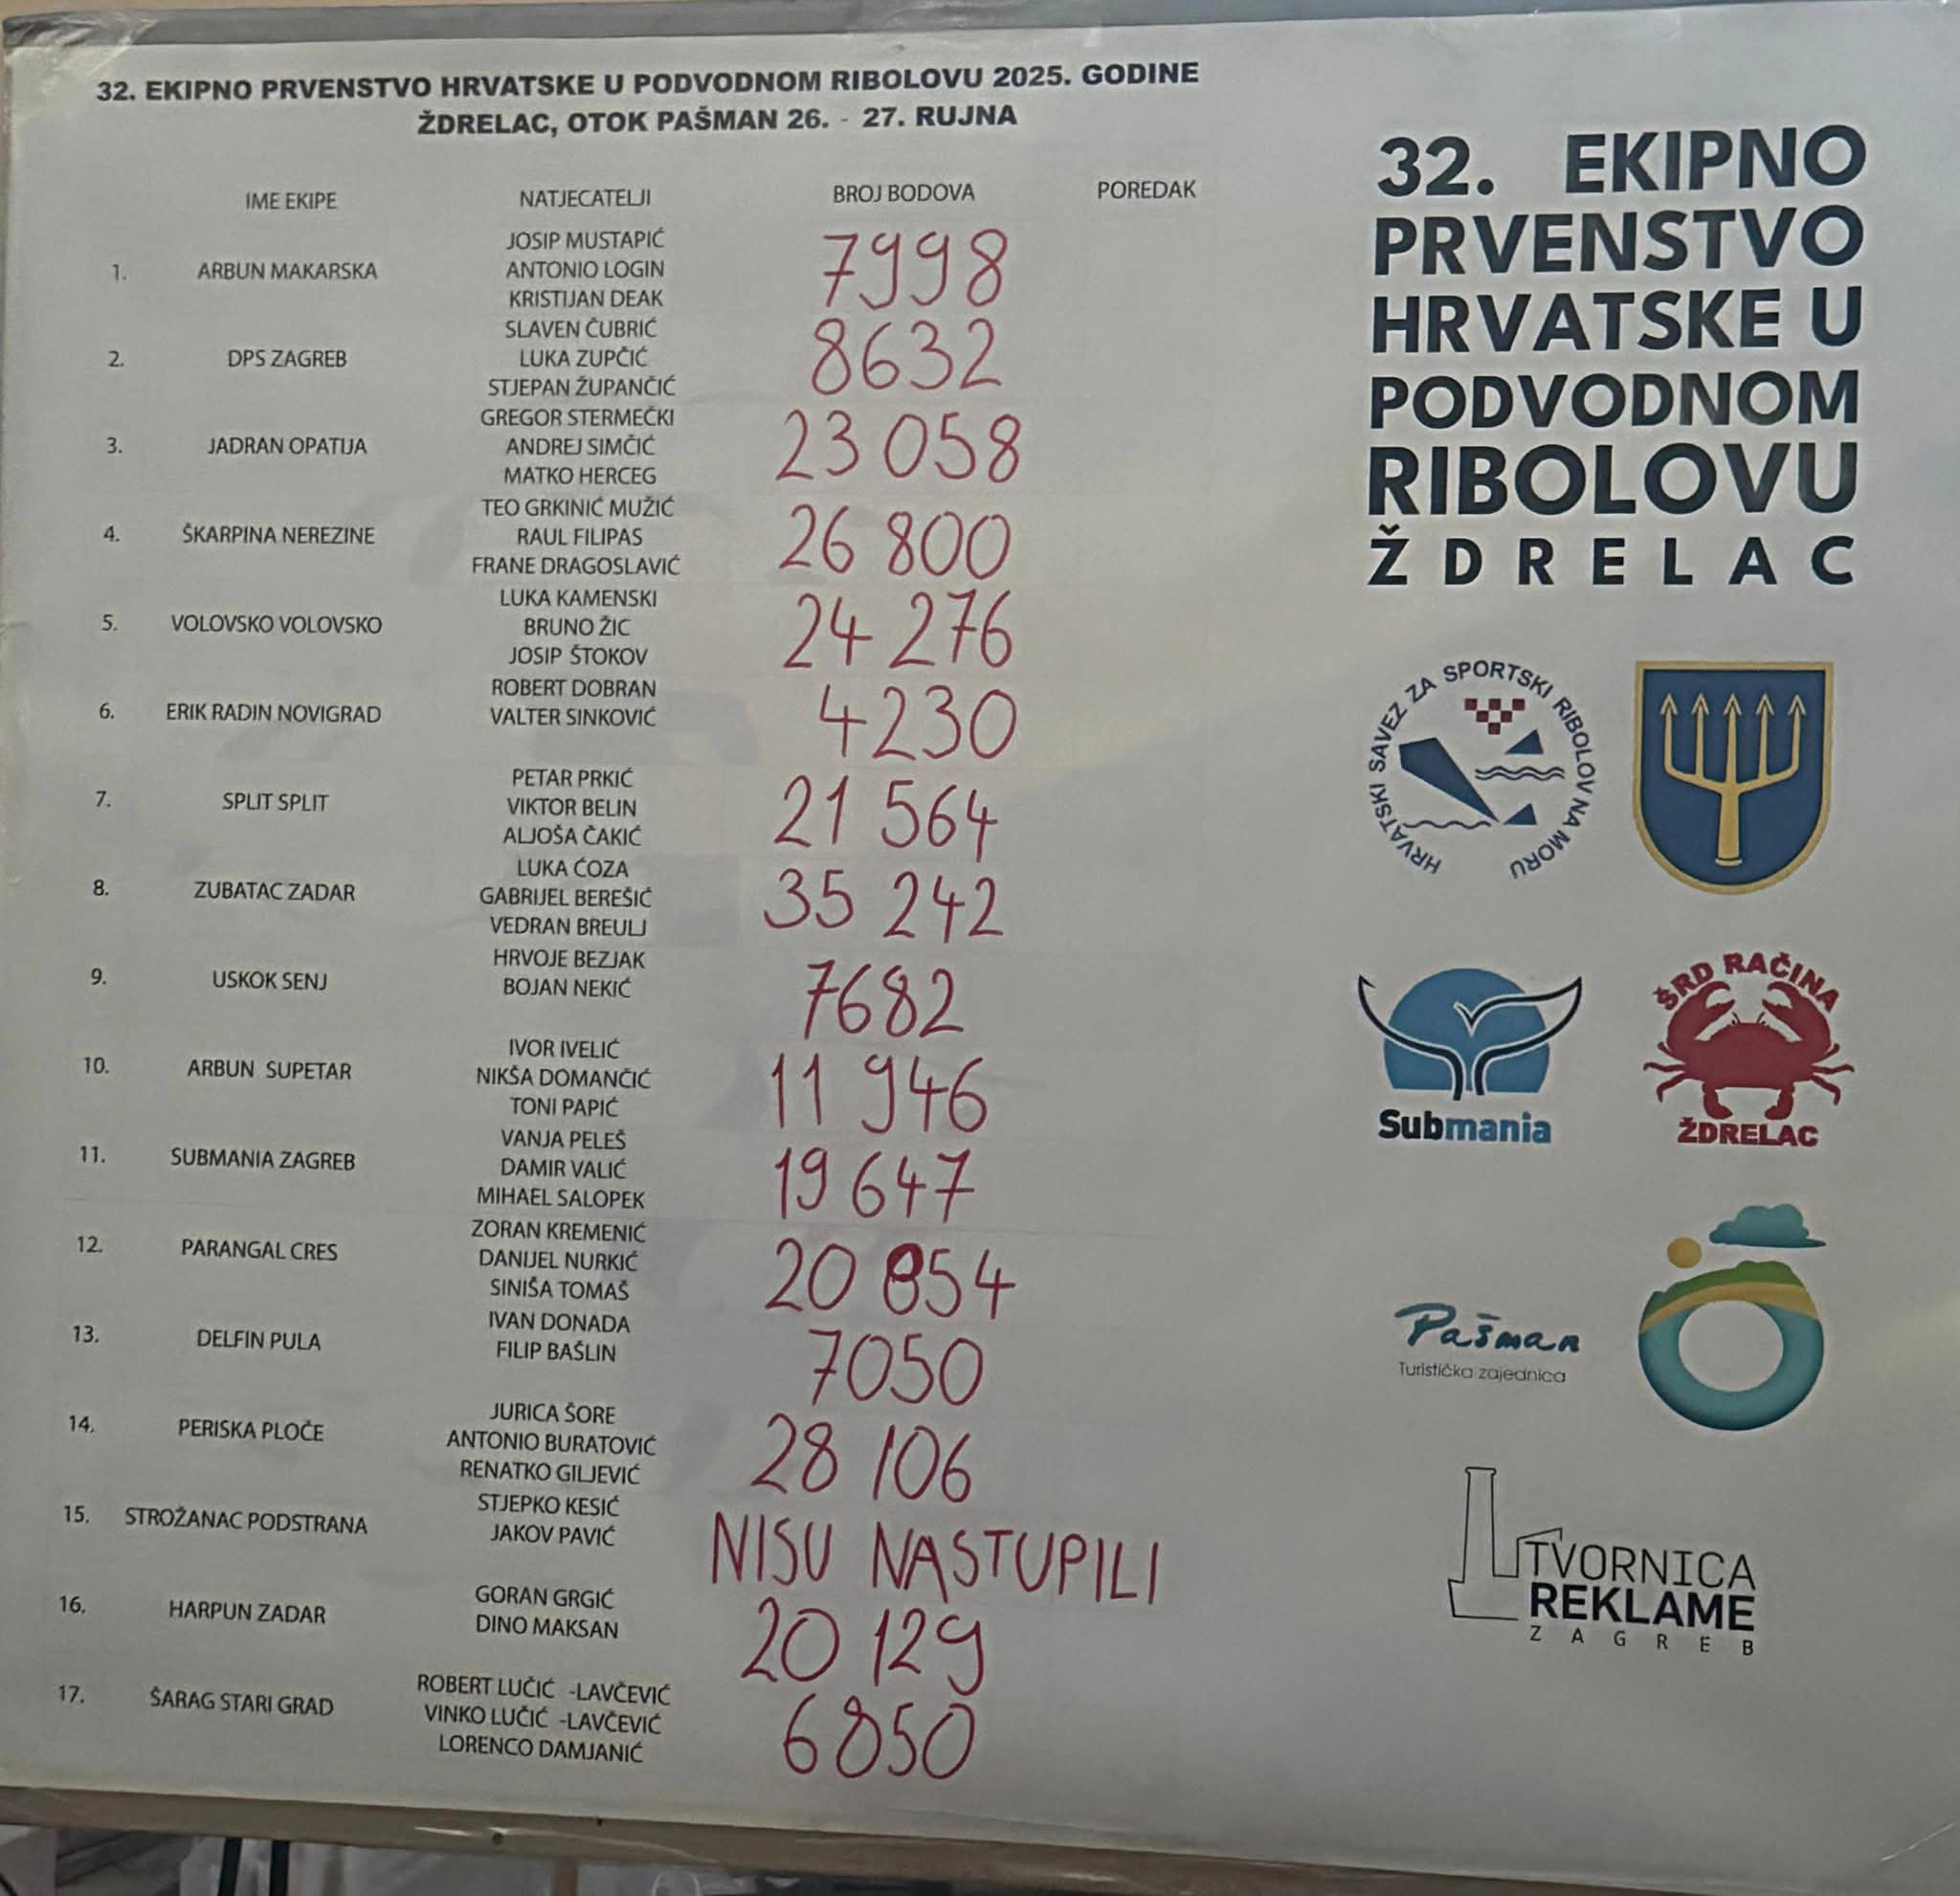 32. EKIPNO PRVENSTVO HRVATSKE U PODVODNOM RIBOLOVU 2025. GODINE
ŽDRELAC, OTOK PAŠMAN 26. - 27. RUJNA
IME EKIPE NATJECATELJI BROJ BODOVA POREDAK
JOSIP MUSTAPIĆ
1. ARBUN MAKARSKA ANTONIO LOGIN 7998
KRISTIJAN DEAK
SLAVEN ČUBRIĆ
2. DPS ZAGREB LUKA ZUPČIĆ 8632
STJEPAN ŽUPANČIĆ
GREGOR STERMEČKI
3. JADRAN OPATIJA ANDREJ SIMČIĆ 23 058
MATKO HERCEG
TEO GRKINIĆ MUŽIĆ
4. ŠKARPINA NEREZINE RAUL FILIPAS 26 800
FRANE DRAGOSLAVIĆ
LUKA KAMENSKI
5. VOLOVSKO VOLOVSKO BRUNO ŽIC 24 276
JOSIP ŠTOKOV
ROBERT DOBRAN
6. ERIK RADIN NOVIGRAD VALTER SINKOVIĆ 4230
PETAR PRKIĆ
7. SPLIT SPLIT VIKTOR BELIN 21 564
ALJOŠA ČAKIĆ
LUKA ĆOZA
8. ZUBATAC ZADAR GABRIJEL BEREŠIĆ 35 242
VEDRAN BREULJ
HRVOJE BEZJAK
9. USKOK SENJ BOJAN NEKIĆ 7682
IVOR IVELIĆ
10. ARBUN SUPETAR NIKŠA DOMANČIĆ 11 946
TONI PAPIĆ
VANJA PELEŠ
11. SUBMANIA ZAGREB DAMIR VALIĆ 19 647
MIHAEL SALOPEK
ZORAN KREMENIĆ
12. PARANGAL CRES DANIJEL NURKIĆ 20 854
SINIŠA TOMAŠ
IVAN DONADA
13. DELFIN PULA FILIP BAŠLIN 7050
JURICA ŠORE
14. PERISKA PLOČE ANTONIO BURATOVIĆ 28 106
RENATKO GILJEVIĆ
STJEPKO KESIĆ
15. STROŽANAC PODSTRANA JAKOV PAVIĆ NISU NASTUPILI
GORAN GRGIĆ
16. HARPUN ZADAR DINO MAKSAN 20 129
ROBERT LUČIĆ -LAVČEVIĆ
17. ŠARAG STARI GRAD VINKO LUČIĆ -LAVČEVIĆ 6850
LORENCO DAMJANIĆ
32. EKIPNO
PRVENSTVO
HRVATSKE U
PODVODNOM
RIBOLOVU
ŽDRELAC
HRVATSKI SAVEZ ZA SPORTSKI RIBOLOV NA MORU
Submania
ŠRD RAČINA
ŽDRELAC
Pašman
Turistička zajednica
TVORNICA
REKLAME
ZAGREB